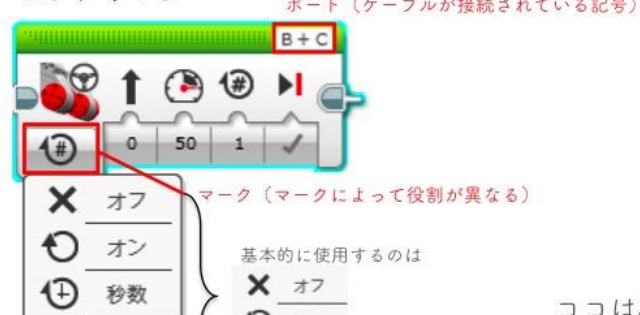 ポート（ケーブルが接続されている記号）
B+C
#
0 50 1
#
マーク（マークによって役割が異なる）
オフ
オン
基本的に使用するのは
秒数
オフ
ココは